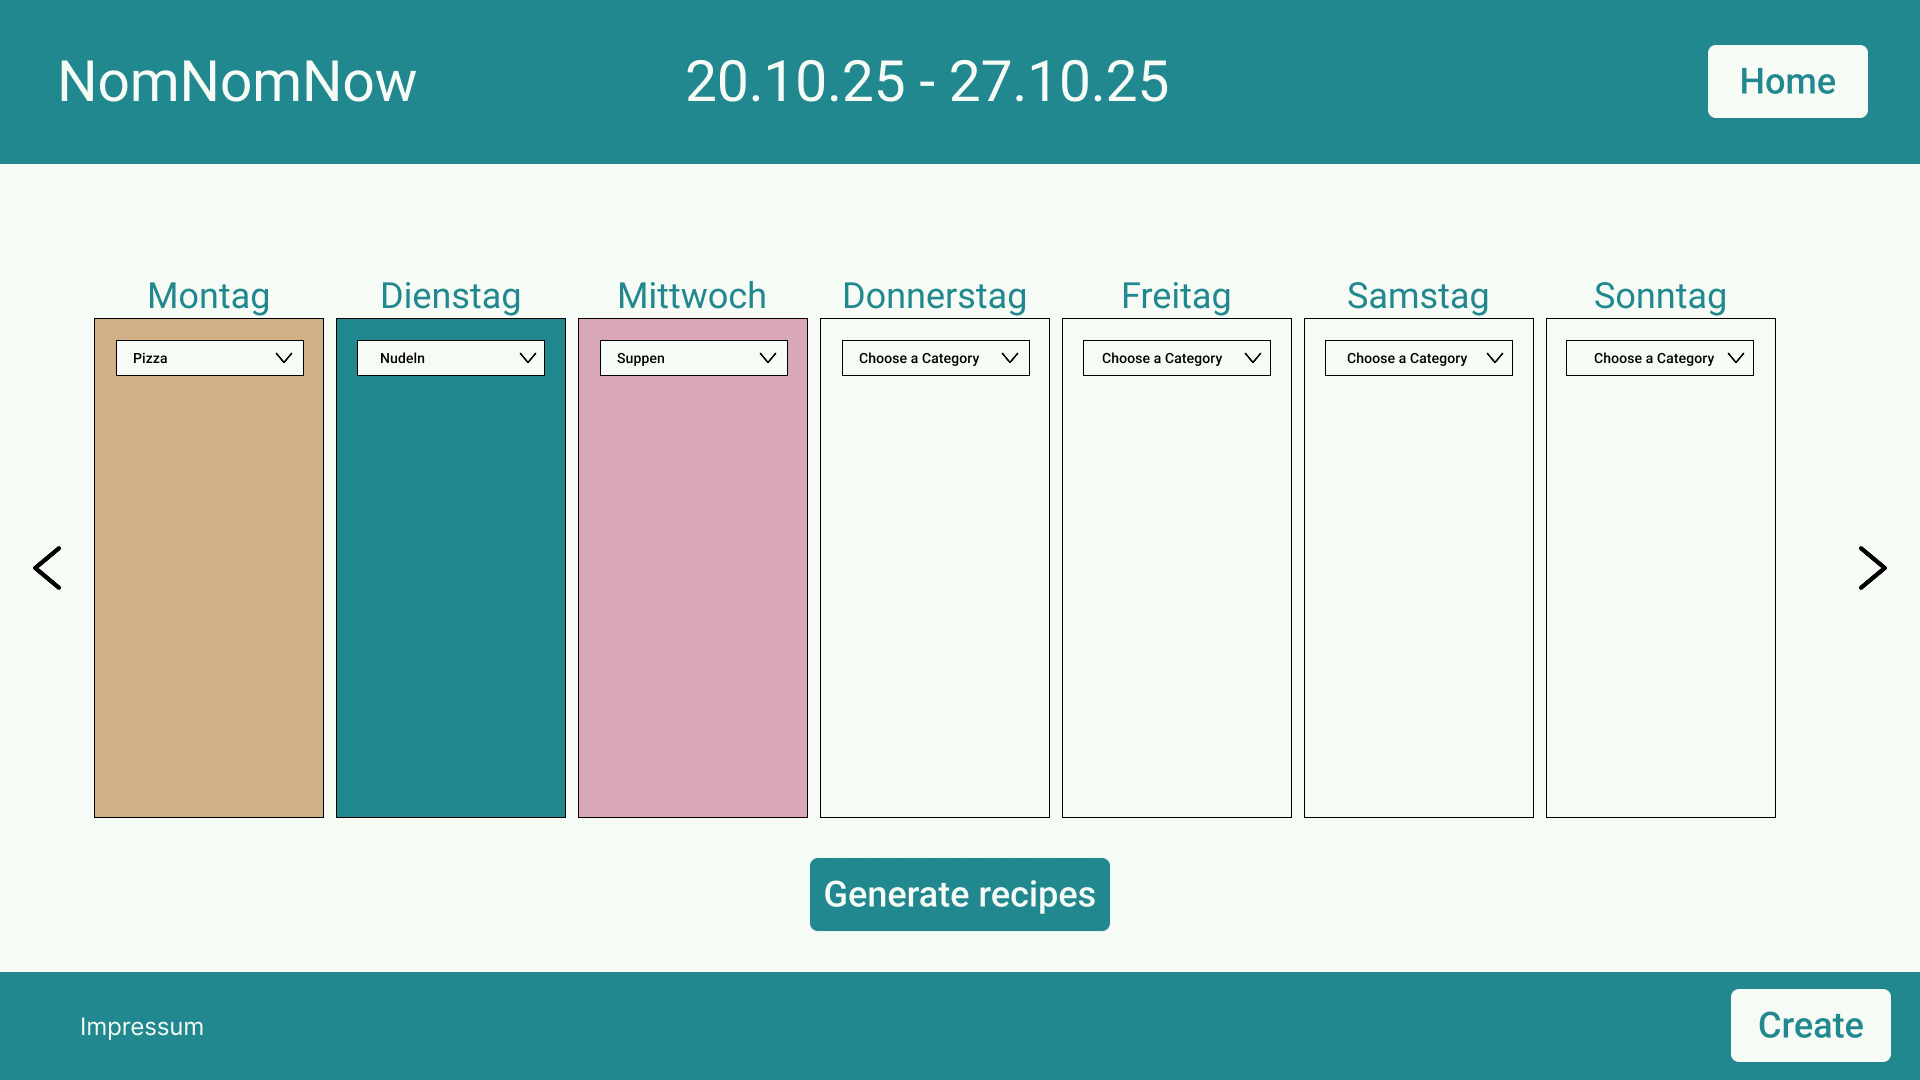 NomNomNow
20.10.25 - 27.10.25
Home
Montag
Dienstag
Mittwoch
Donnerstag
Freitag
Samstag
Sonntag
Pizza
Nudeln
Suppen
Choose a Category
Choose a Category
Choose a Category
Choose a Category
Generate recipes
Impressum
Create